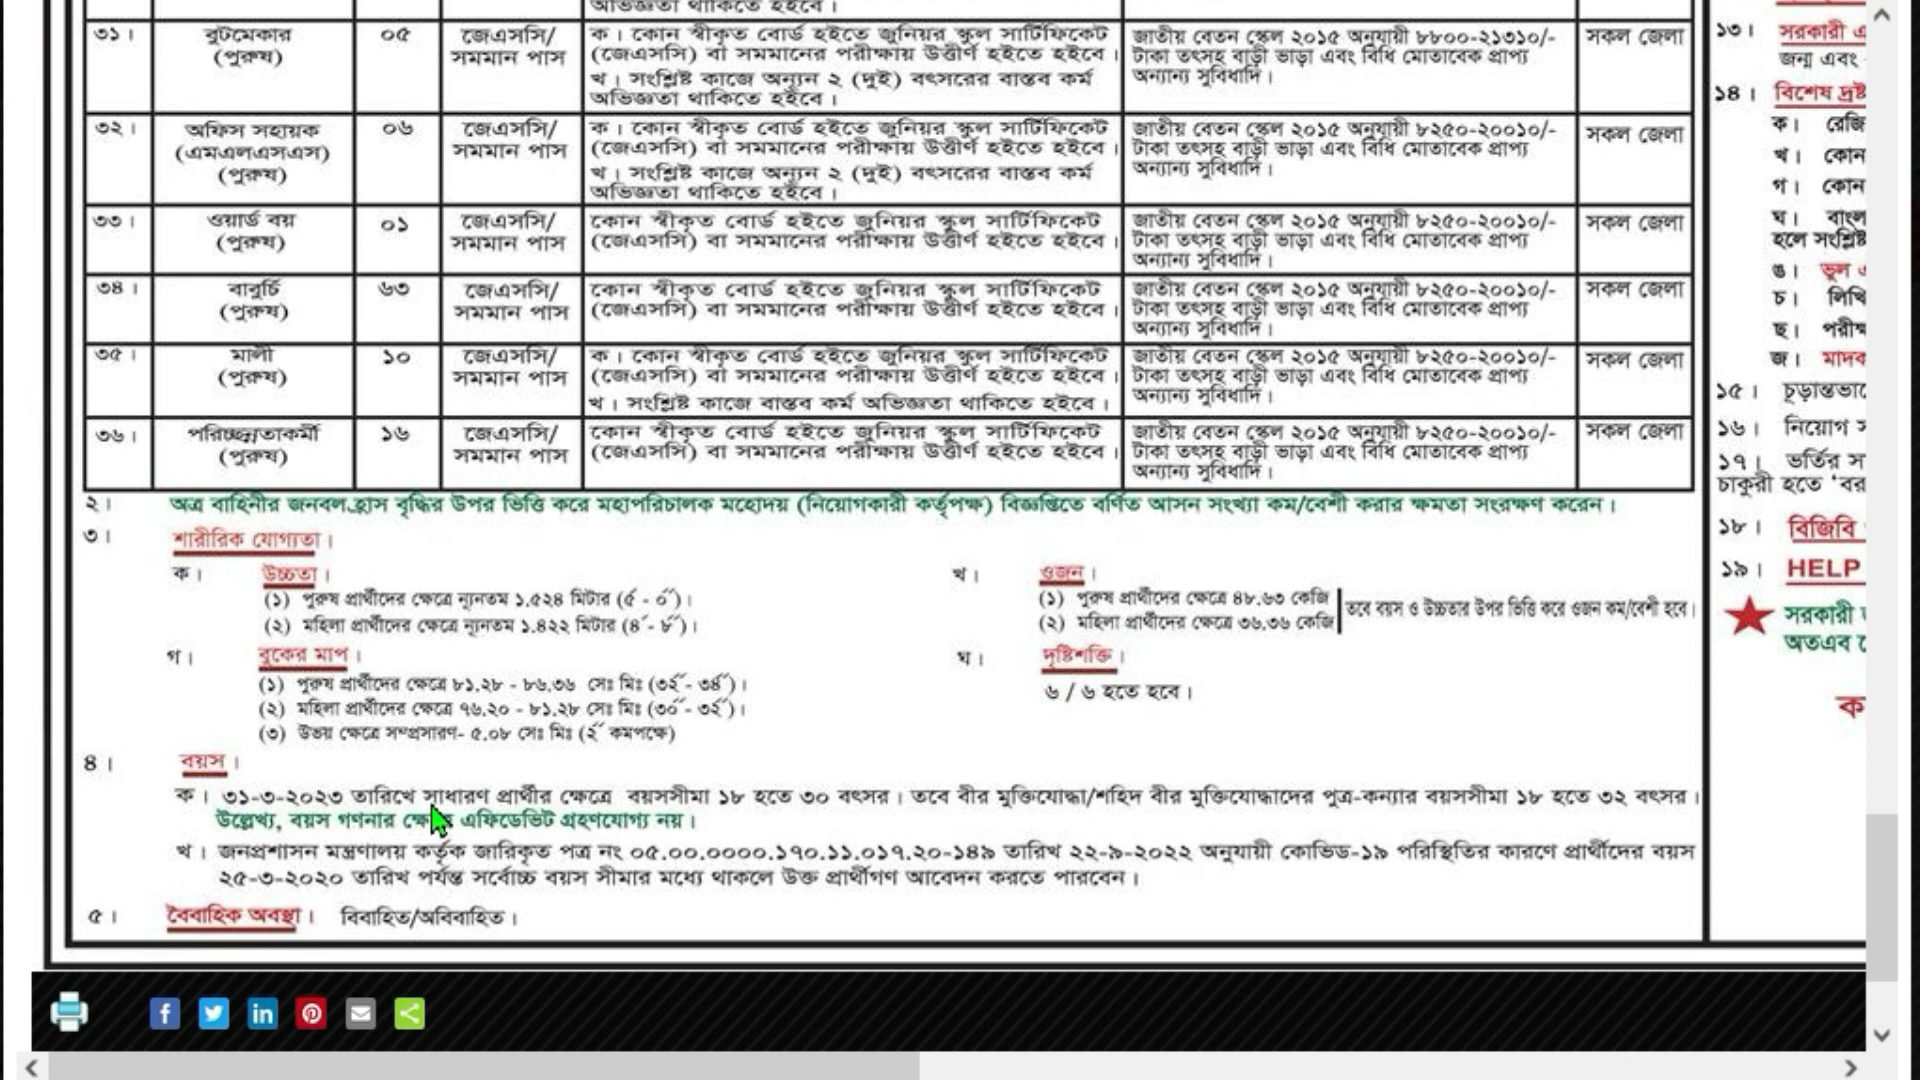 অভিজ্ঞতা থাকিতে হইবে।
৩১। বুটমেকার (পুরুষ) ০৫ জেএসসি/ সমমান পাস
ক। কোন স্বীকৃত বোর্ড হইতে জুনিয়র স্কুল সার্টিফিকেট
(জেএসসি) বা সমমানের পরীক্ষায় উত্তীর্ণ হইতে হইবে।
খ। সংশ্লিষ্ট কাজে অন্যূন ২ (দুই) বৎসরের বাস্তব কর্ম
অভিজ্ঞতা থাকিতে হইবে।
জাতীয় বেতন স্কেল ২০১৫ অনুযায়ী ৮৮০০-২১৩১০/-
টাকা তৎসহ বাড়ী ভাড়া এবং বিধি মোতাবেক প্রাপ্য
অন্যান্য সুবিধাদি।
সকল জেলা
৩২। অফিস সহায়ক (এমএলএসএস) (পুরুষ) ০৬ জেএসসি/ সমমান পাস
ক। কোন স্বীকৃত বোর্ড হইতে জুনিয়র স্কুল সার্টিফিকেট
(জেএসসি) বা সমমানের পরীক্ষায় উত্তীর্ণ হইতে হইবে।
খ। সংশ্লিষ্ট কাজে অন্যূন ২ (দুই) বৎসরের বাস্তব কর্ম
অভিজ্ঞতা থাকিতে হইবে।
জাতীয় বেতন স্কেল ২০১৫ অনুযায়ী ৮২৫০-২০০১০/-
টাকা তৎসহ বাড়ী ভাড়া এবং বিধি মোতাবেক প্রাপ্য
অন্যান্য সুবিধাদি।
সকল জেলা
৩৩। ওয়ার্ড বয় (পুরুষ) ০১ জেএসসি/ সমমান পাস
কোন স্বীকৃত বোর্ড হইতে জুনিয়র স্কুল সার্টিফিকেট
(জেএসসি) বা সমমানের পরীক্ষায় উত্তীর্ণ হইতে হইবে।
জাতীয় বেতন স্কেল ২০১৫ অনুযায়ী ৮২৫০-২০০১০/-
টাকা তৎসহ বাড়ী ভাড়া এবং বিধি মোতাবেক প্রাপ্য
অন্যান্য সুবিধাদি।
সকল জেলা
৩৪। বাবুর্চি (পুরুষ) ৬৩ জেএসসি/ সমমান পাস
কোন স্বীকৃত বোর্ড হইতে জুনিয়র স্কুল সার্টিফিকেট
(জেএসসি) বা সমমানের পরীক্ষায় উত্তীর্ণ হইতে হইবে।
জাতীয় বেতন স্কেল ২০১৫ অনুযায়ী ৮২৫০-২০০১০/-
টাকা তৎসহ বাড়ী ভাড়া এবং বিধি মোতাবেক প্রাপ্য
অন্যান্য সুবিধাদি।
সকল জেলা
৩৫। মালী (পুরুষ) ১০ জেএসসি/ সমমান পাস
ক। কোন স্বীকৃত বোর্ড হইতে জুনিয়র স্কুল সার্টিফিকেট
(জেএসসি) বা সমমানের পরীক্ষায় উত্তীর্ণ হইতে হইবে।
খ। সংশ্লিষ্ট কাজে বাস্তব কর্ম অভিজ্ঞতা থাকিতে হইবে।
জাতীয় বেতন স্কেল ২০১৫ অনুযায়ী ৮২৫০-২০০১০/-
টাকা তৎসহ বাড়ী ভাড়া এবং বিধি মোতাবেক প্রাপ্য
অন্যান্য সুবিধাদি।
সকল জেলা
৩৬। পরিচ্ছন্নতাকর্মী (পুরুষ) ১৬ জেএসসি/ সমমান পাস
কোন স্বীকৃত বোর্ড হইতে জুনিয়র স্কুল সার্টিফিকেট
(জেএসসি) বা সমমানের পরীক্ষায় উত্তীর্ণ হইতে হইবে।
জাতীয় বেতন স্কেল ২০১৫ অনুযায়ী ৮২৫০-২০০১০/-
টাকা তৎসহ বাড়ী ভাড়া এবং বিধি মোতাবেক প্রাপ্য
অন্যান্য সুবিধাদি।
সকল জেলা
২। অত্র বাহিনীর জনবল হ্রাস বৃদ্ধির উপর ভিত্তি করে মহাপরিচালক মহোদয় (নিয়োগকারী কর্তৃপক্ষ) বিজ্ঞপ্তিতে বর্ণিত আসন সংখ্যা কম/বেশী করার ক্ষমতা সংরক্ষণ করেন।
৩। শারীরিক যোগ্যতা।
ক। উচ্চতা।
(১) পুরুষ প্রার্থীদের ক্ষেত্রে ন্যূনতম ১.৫২৪ মিটার (৫´ - ০˝)।
(২) মহিলা প্রার্থীদের ক্ষেত্রে ন্যূনতম ১.৪২২ মিটার (৪´- ৮˝)।
খ। ওজন।
(১) পুরুষ প্রার্থীদের ক্ষেত্রে ৪৮.৬৩ কেজি
(২) মহিলা প্রার্থীদের ক্ষেত্রে ৩৬.৩৬ কেজি
তবে বয়স ও উচ্চতার উপর ভিত্তি করে ওজন কম/বেশী হবে।
গ। বুকের মাপ।
(১) পুরুষ প্রার্থীদের ক্ষেত্রে ৮১.২৮ - ৮৬.৩৬ সেঃ মিঃ (৩২˝- ৩৪˝)।
(২) মহিলা প্রার্থীদের ক্ষেত্রে ৭৬.২০ - ৮১.২৮ সেঃ মিঃ (৩০˝- ৩২˝)।
(৩) উভয় ক্ষেত্রে সম্প্রসারণ- ৫.০৮ সেঃ মিঃ (২˝ কমপক্ষে)
ঘ। দৃষ্টিশক্তি।
৬ / ৬ হতে হবে।
৪। বয়স।
ক। ৩১-৩-২০২৩ তারিখে সাধারণ প্রার্থীর ক্ষেত্রে বয়সসীমা ১৮ হতে ৩০ বৎসর। তবে বীর মুক্তিযোদ্ধা/শহিদ বীর মুক্তিযোদ্ধাদের পুত্র-কন্যার বয়সসীমা ১৮ হতে ৩২ বৎসর।
উল্লেখ্য, বয়স গণনার ক্ষেত্রে এফিডেভিট গ্রহণযোগ্য নয়।
খ। জনপ্রশাসন মন্ত্রণালয় কর্তৃক জারিকৃত পত্র নং ০৫.০০.০০০০.১৭০.১১.০১৭.২০-১৪৯ তারিখ ২২-৯-২০২২ অনুযায়ী কোভিড-১৯ পরিস্থিতির কারণে প্রার্থীদের বয়স
২৫-৩-২০২০ তারিখ পর্যন্ত সর্বোচ্চ বয়স সীমার মধ্যে থাকলে উক্ত প্রার্থীগণ আবেদন করতে পারবেন।
৫। বৈবাহিক অবস্থা। বিবাহিত/অবিবাহিত।
১৩। সরকারী এ
জন্ম এবং
১৪। বিশেষ দ্রষ্ট
ক। রেজি
খ। কোন
গ। কোন
ঘ। বাংল
হলে সংশ্লিষ্ট
ঙ। ভুল
চ। লিখি
ছ। পরীক্ষ
জ। মাদক
১৫। চূড়ান্তভাবে
১৬। নিয়োগ স
১৭। ভর্তির স
চাকুরী হতে 'বর
১৮। বিজিবি
১৯। HELP
সরকারী
অতএব
ক